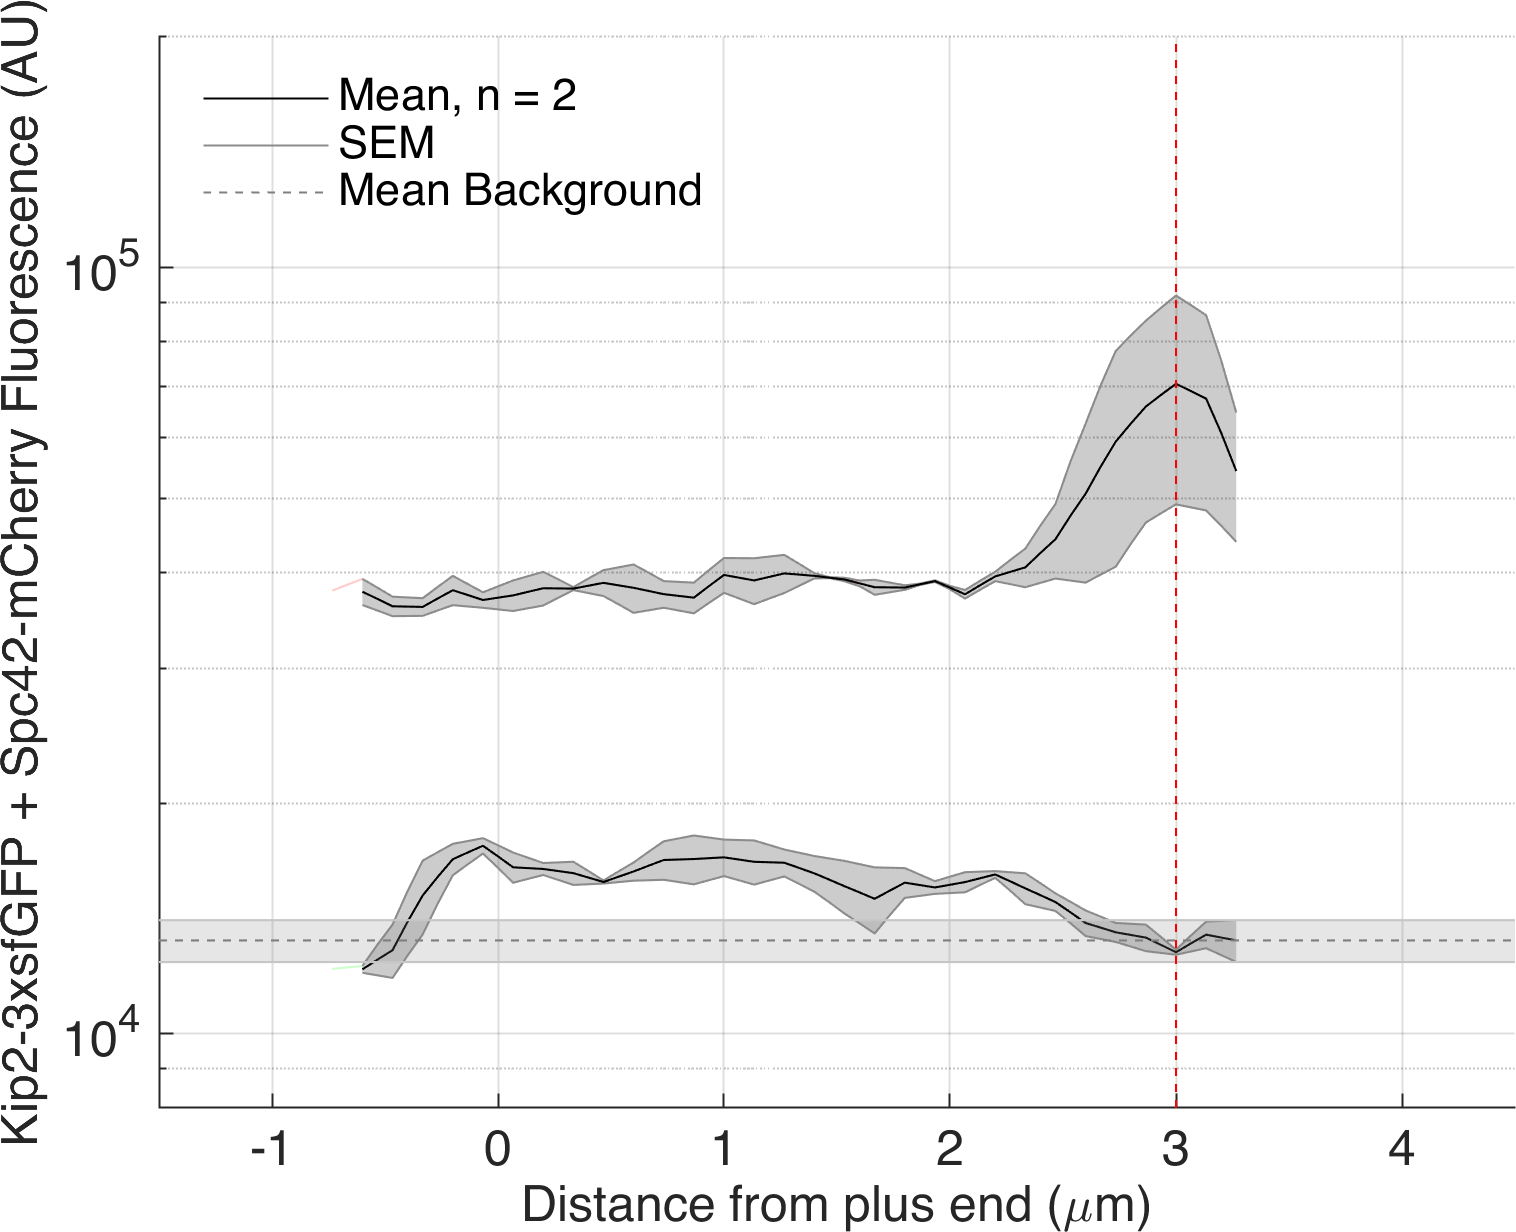 Kip2-3xsfGFP + Spc42-mCherry Fluorescence (AU)
Mean, n = 2
SEM
Mean Background
10^5
10^4
-1 0 1 2 3 4
Distance from plus end (μm)